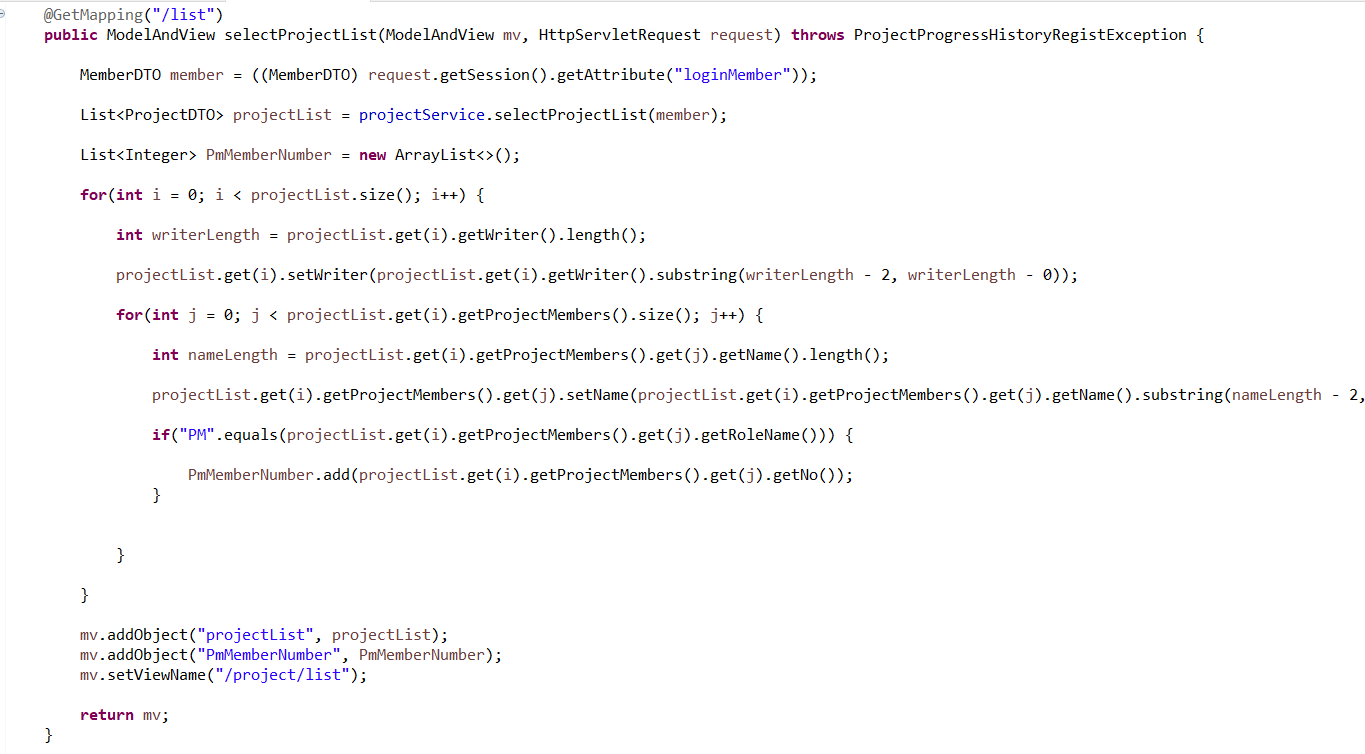 @GetMapping("/list")
public ModelAndView selectProjectList(ModelAndView mv, HttpServletRequest request) throws ProjectProgressHistoryRegistException {
MemberDTO member = ((MemberDTO) request.getSession().getAttribute("loginMember"));
List<ProjectDTO> projectList = projectService.selectProjectList(member);
List<Integer> PmMemberNumber = new ArrayList<>();
for(int i = 0; i < projectList.size(); i++) {
int writerLength = projectList.get(i).getWriter().length();
projectList.get(i).setWriter(projectList.get(i).getWriter().substring(writerLength - 2, writerLength - 0));
for(int j = 0; j < projectList.get(i).getProjectMembers().size(); j++) {
int nameLength = projectList.get(i).getProjectMembers().get(j).getName().length();
projectList.get(i).getProjectMembers().get(j).setName(projectList.get(i).getProjectMembers().get(j).getName().substring(nameLength - 2,
if("PM".equals(projectList.get(i).getProjectMembers().get(j).getRoleName())) {
PmMemberNumber.add(projectList.get(i).getProjectMembers().get(j).getNo());
}
}
}
mv.addObject("projectList", projectList);
mv.addObject("PmMemberNumber", PmMemberNumber);
mv.setViewName("/project/list");
return mv;
}